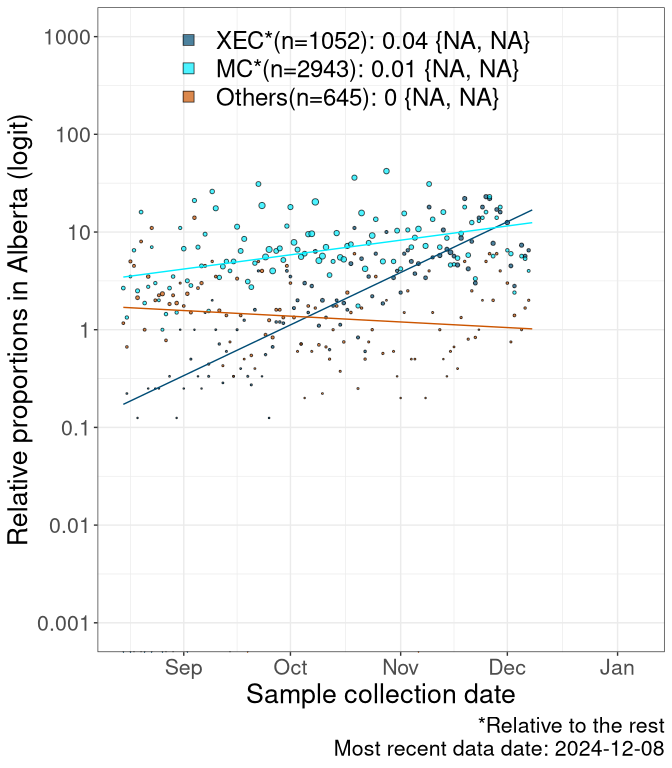 XEC*(n=1052): 0.04 {NA, NA}
MC*(n=2943): 0.01 {NA, NA}
Others(n=645): 0 {NA, NA}
Relative proportions in Alberta (logit)
1000
100
10
1
0.1
0.01
0.001
Sep Oct Nov Dec Jan
Sample collection date
*Relative to the rest
Most recent data date: 2024-12-08